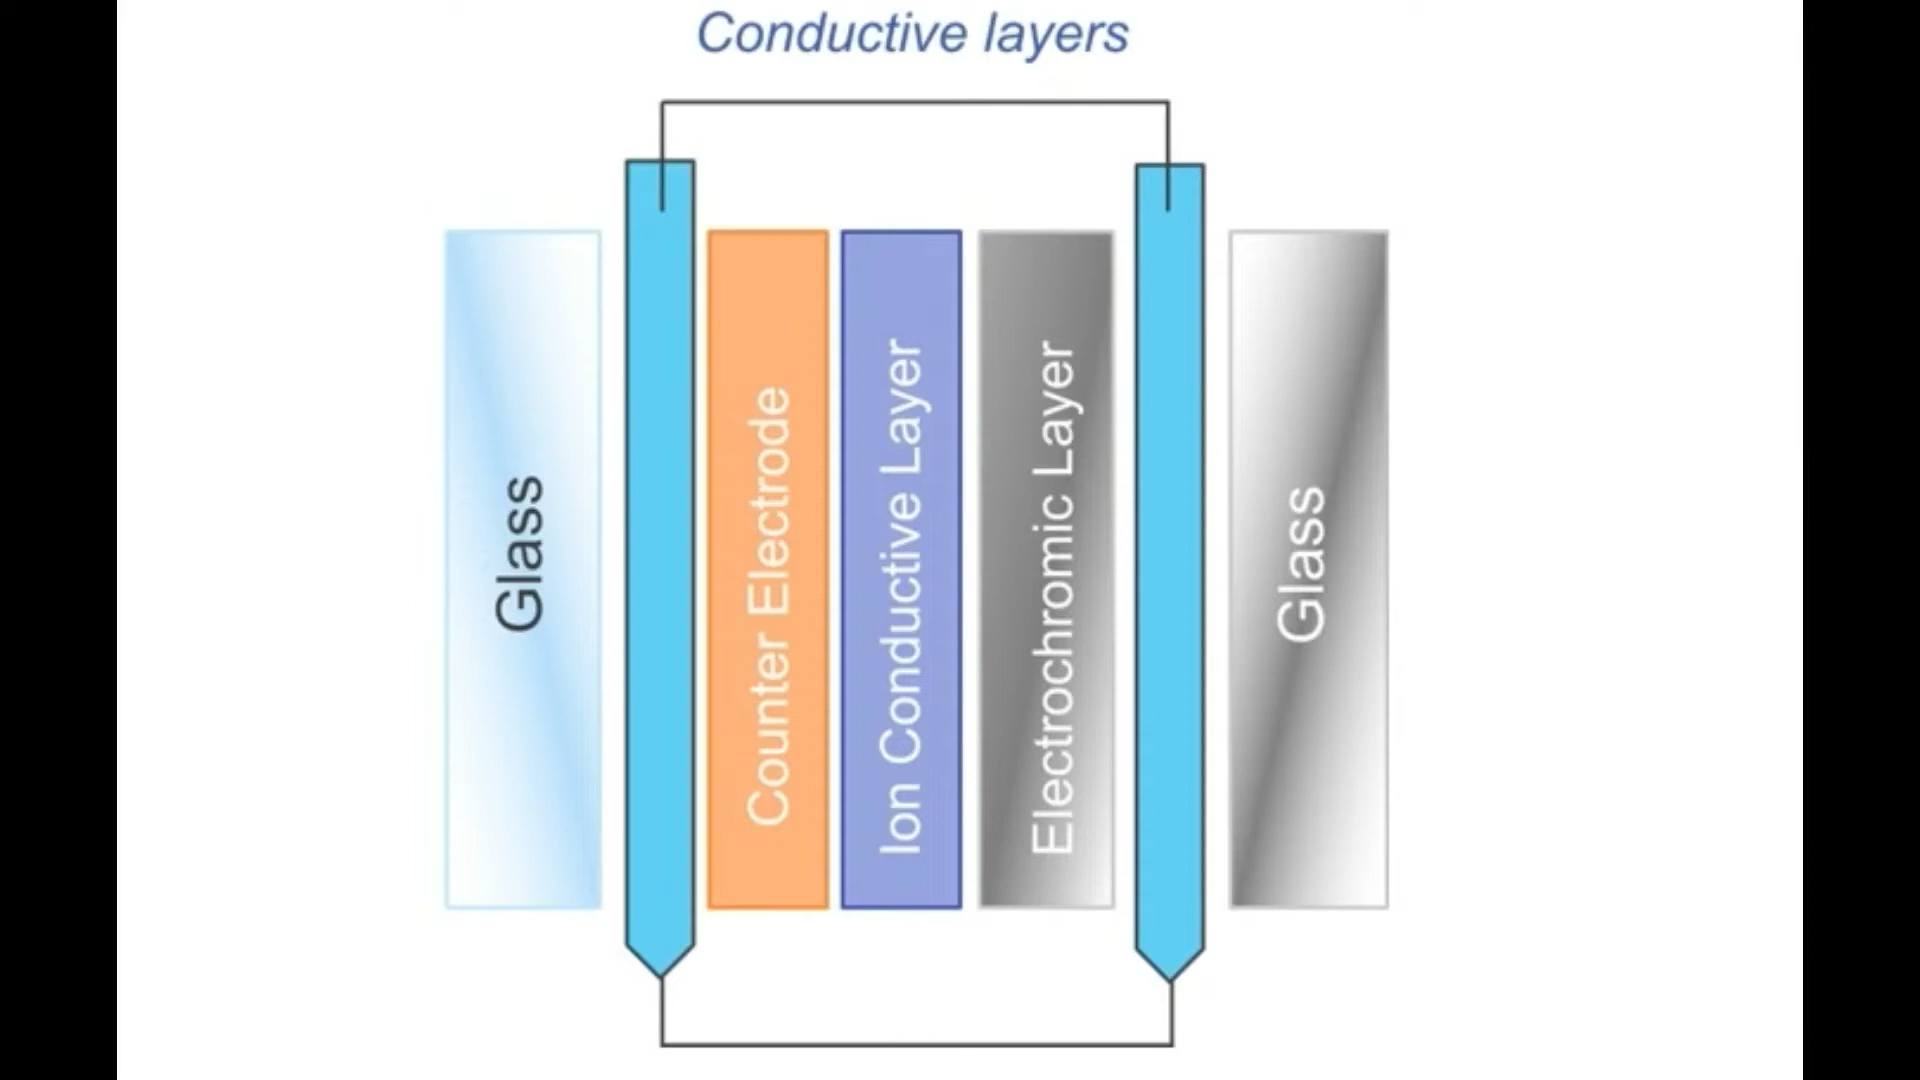 Conductive layers
Glass
Counter Electrode
Ion Conductive Layer
Electrochromic Layer
Glass